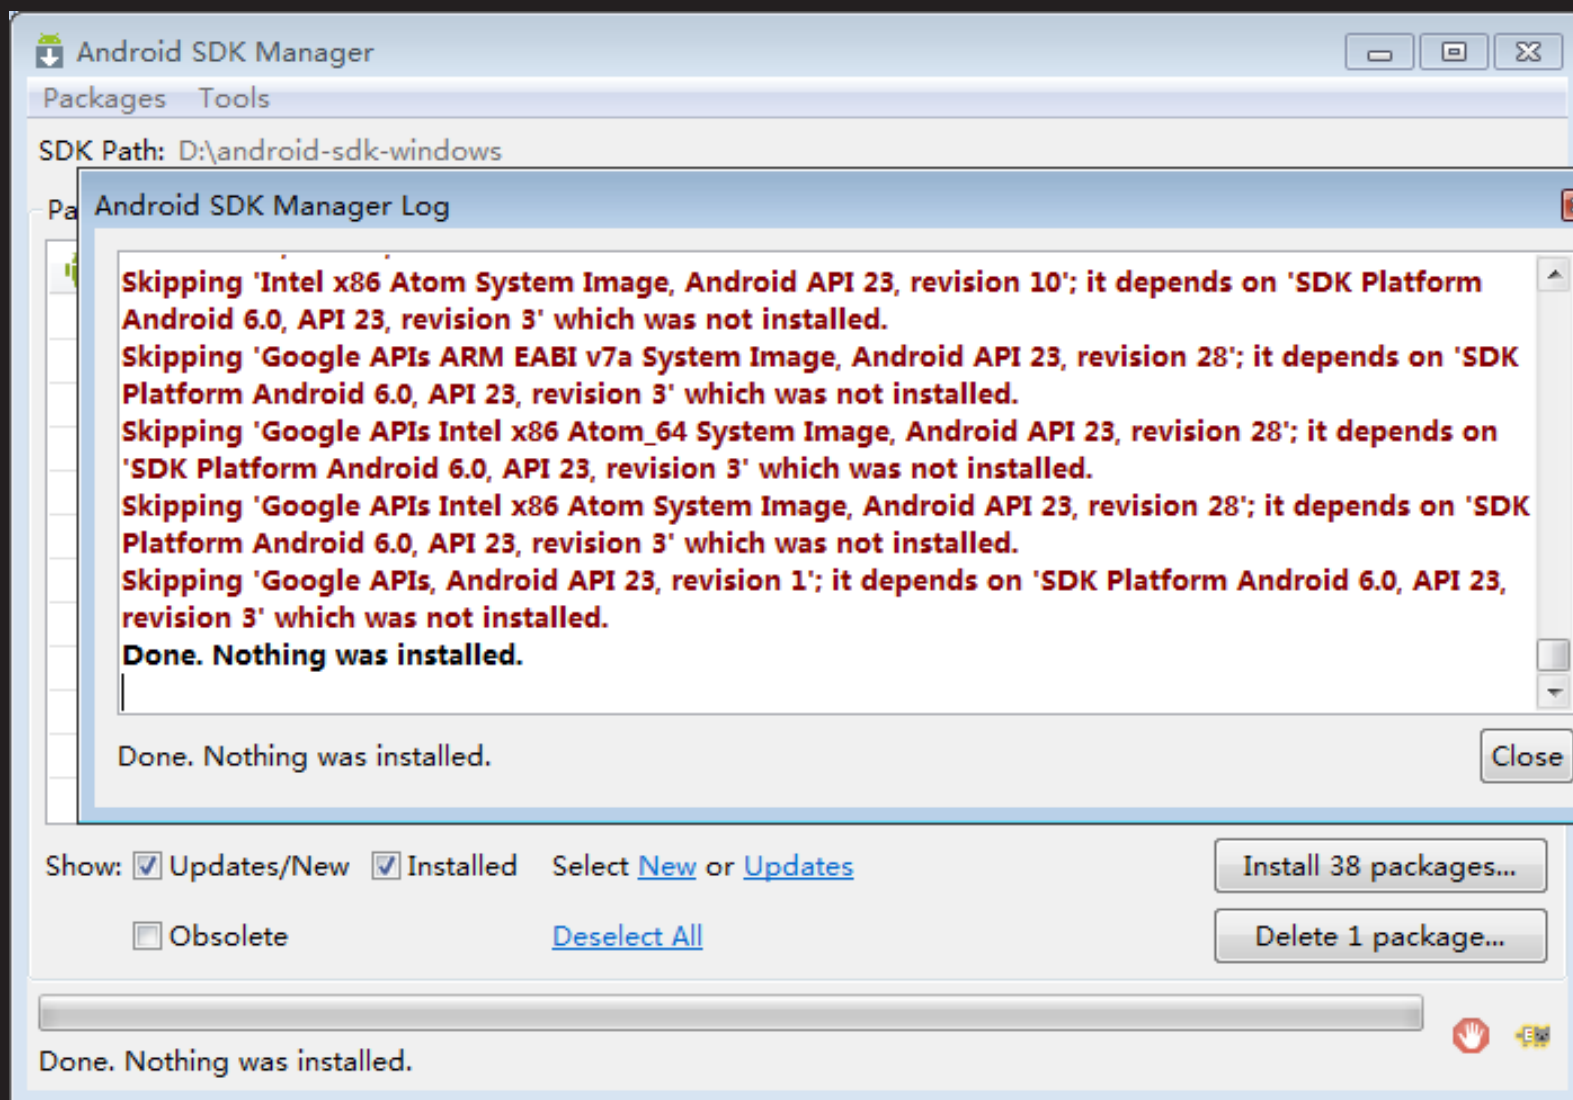 Android SDK Manager
Packages Tools
SDK Path: D:\android-sdk-windows
Pa
Android SDK Manager Log
Skipping 'Intel x86 Atom System Image, Android API 23, revision 10'; it depends on 'SDK Platform
Android 6.0, API 23, revision 3' which was not installed.
Skipping 'Google APIs ARM EABI v7a System Image, Android API 23, revision 28'; it depends on 'SDK
Platform Android 6.0, API 23, revision 3' which was not installed.
Skipping 'Google APIs Intel x86 Atom_64 System Image, Android API 23, revision 28'; it depends on
'SDK Platform Android 6.0, API 23, revision 3' which was not installed.
Skipping 'Google APIs Intel x86 Atom System Image, Android API 23, revision 28'; it depends on 'SDK
Platform Android 6.0, API 23, revision 3' which was not installed.
Skipping 'Google APIs, Android API 23, revision 1'; it depends on 'SDK Platform Android 6.0, API 23,
revision 3' which was not installed.
Done. Nothing was installed.
Done. Nothing was installed.
Close
Show: Updates/New Installed Select New or Updates Install 38 packages...
Obsolete Deselect All Delete 1 package...
Done. Nothing was installed.